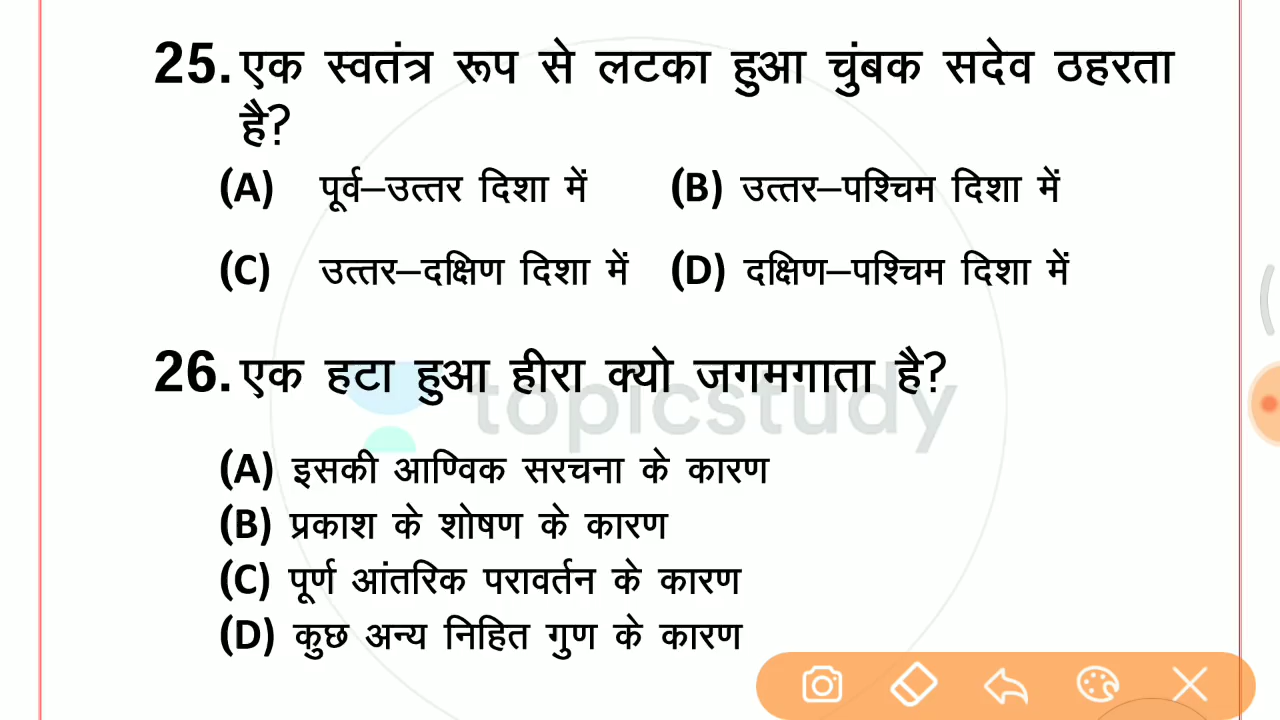 25. एक स्वतंत्र रूप से लटका हुआ चुंबक सदेव ठहरता
है?
(A) पूर्व–उत्तर दिशा में (B) उत्तर–पश्चिम दिशा में
(C) उत्तर–दक्षिण दिशा में (D) दक्षिण–पश्चिम दिशा में
26. एक हटा हुआ हीरा क्यो जगमगाता है?
topicstudy
(A) इसकी आण्विक सरचना के कारण
(B) प्रकाश के शोषण के कारण
(C) पूर्ण आंतरिक परावर्तन के कारण
(D) कुछ अन्य निहित गुण के कारण